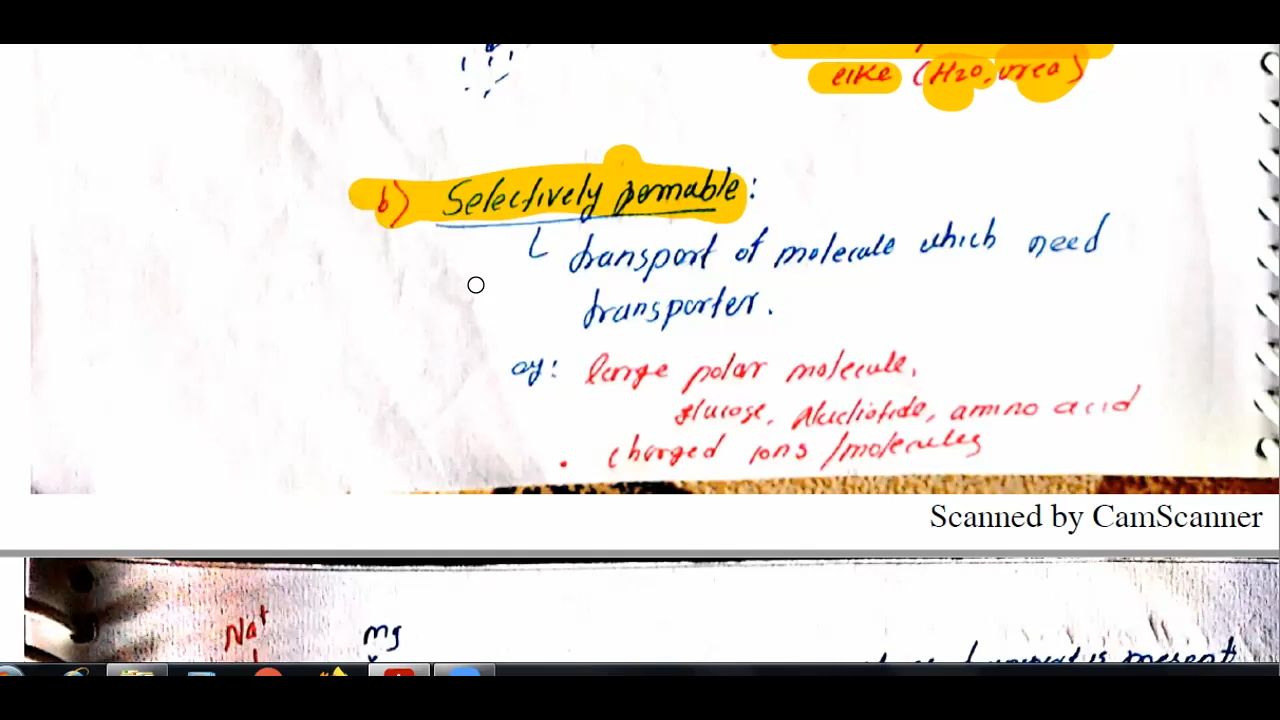 like (H2O, urea)
b) Selectively permable:
transport of molecule which need
transporter.
eg: large polar molecule,
glucose, Nucliotide, amino acid
. charged ions/molecules
Scanned by CamScanner
Na+ mg
present